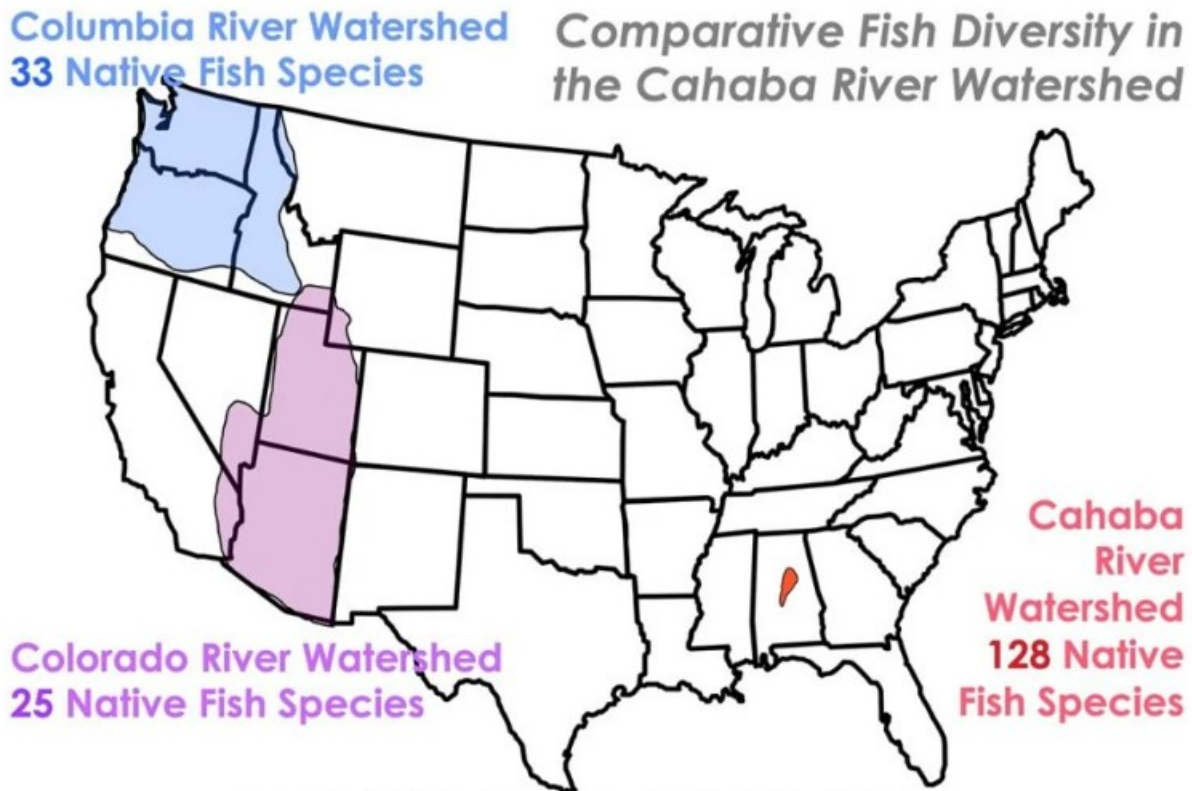 Columbia River Watershed
33 Native Fish Species
Comparative Fish Diversity in
the Cahaba River Watershed
Cahaba
River
Watershed
128 Native
Fish Species
Colorado River Watershed
25 Native Fish Species